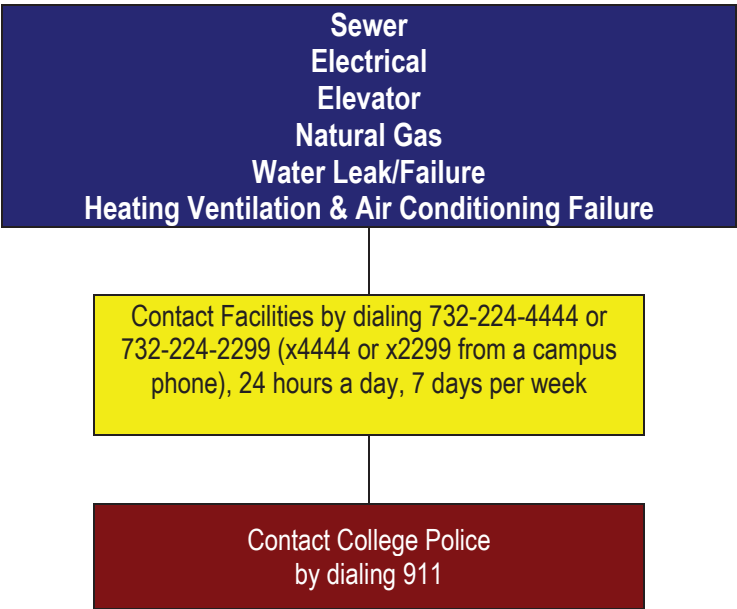 Sewer
Electrical
Elevator
Natural Gas
Water Leak/Failure
Heating Ventilation & Air Conditioning Failure
Contact Facilities by dialing 732-224-4444 or
732-224-2299 (x4444 or x2299 from a campus
phone), 24 hours a day, 7 days per week
Contact College Police
by dialing 911